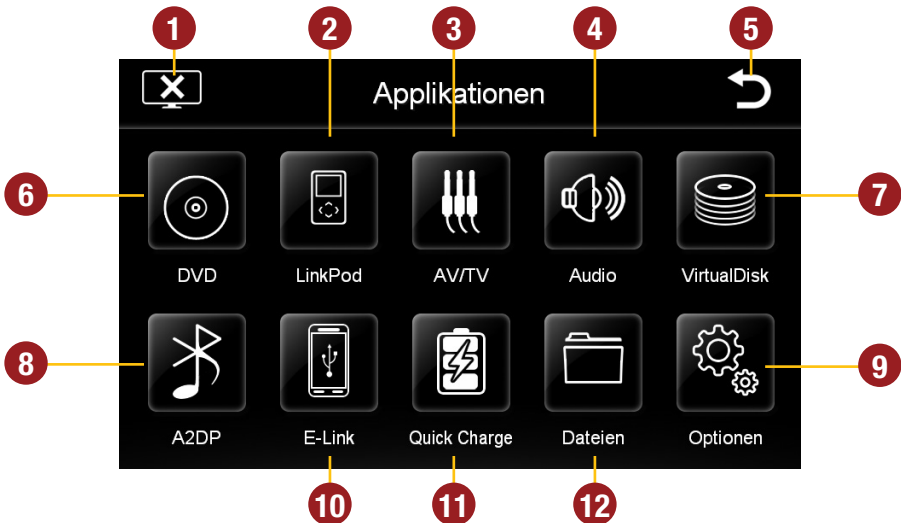 1 2 3 4 5
Applikationen
6 7
DVD LinkPod AV/TV Audio VirtualDisk
8 9
A2DP E-Link Quick Charge Dateien Optionen
10 11 12